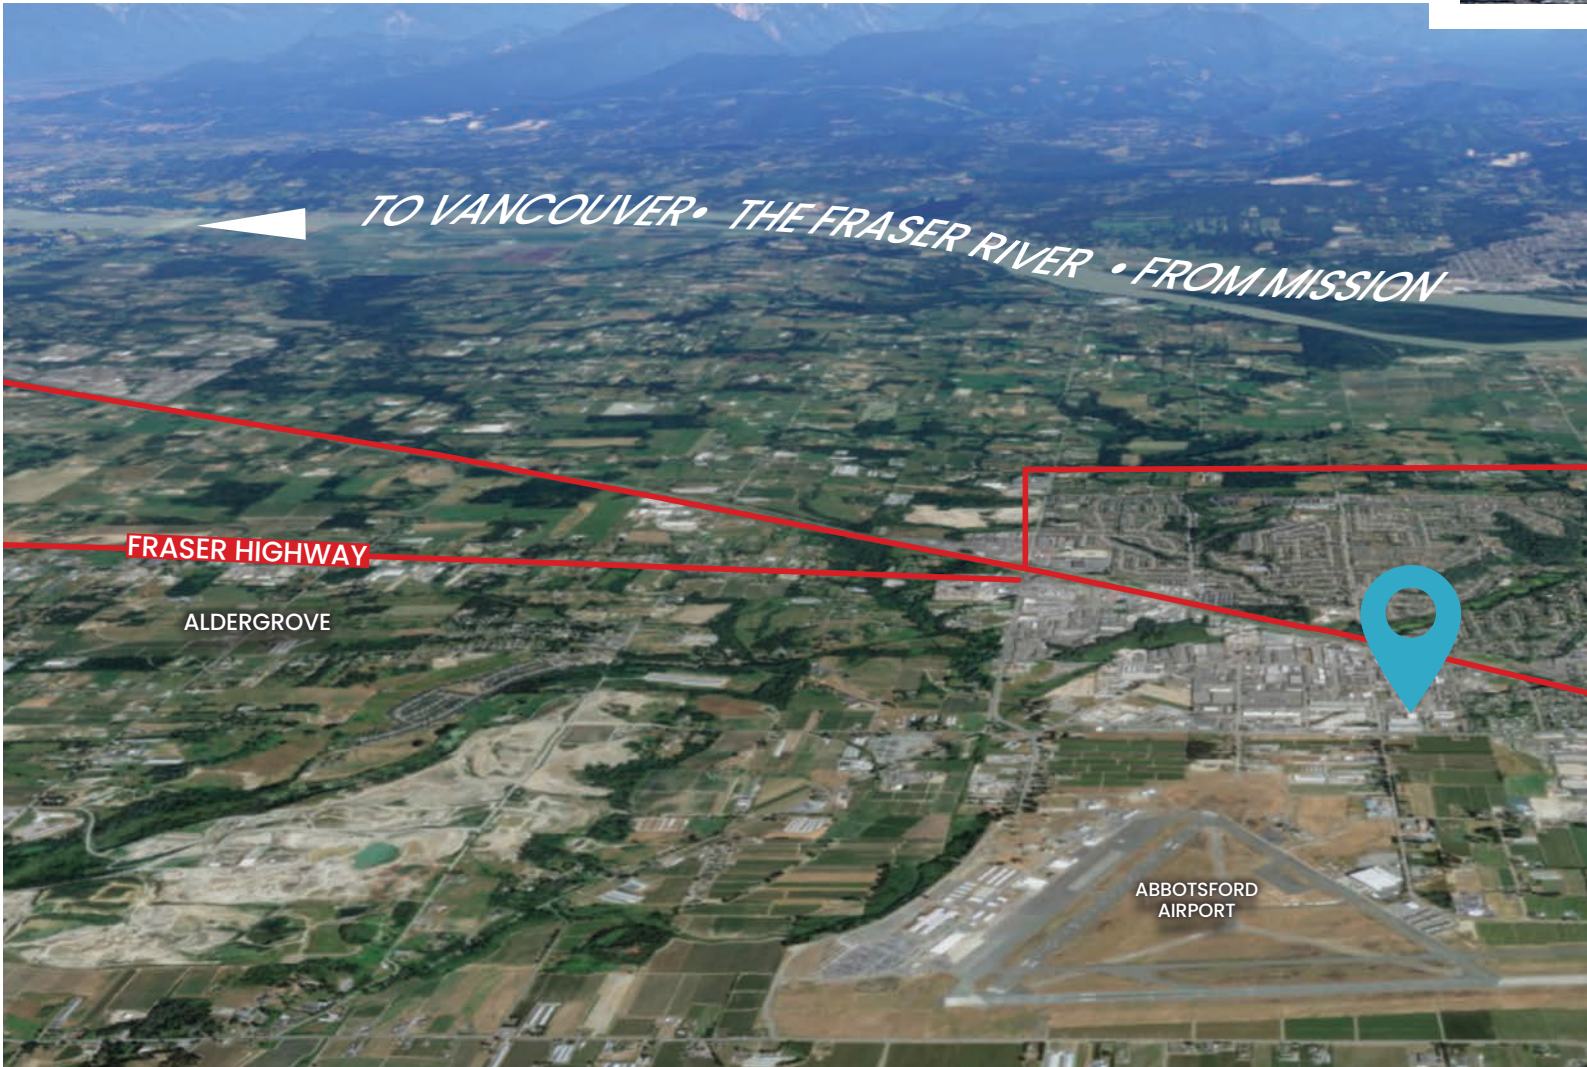 TO VANCOUVER • THE FRASER RIVER • FROM MISSION
FRASER HIGHWAY
ALDERGROVE
ABBOTSFORD
AIRPORT